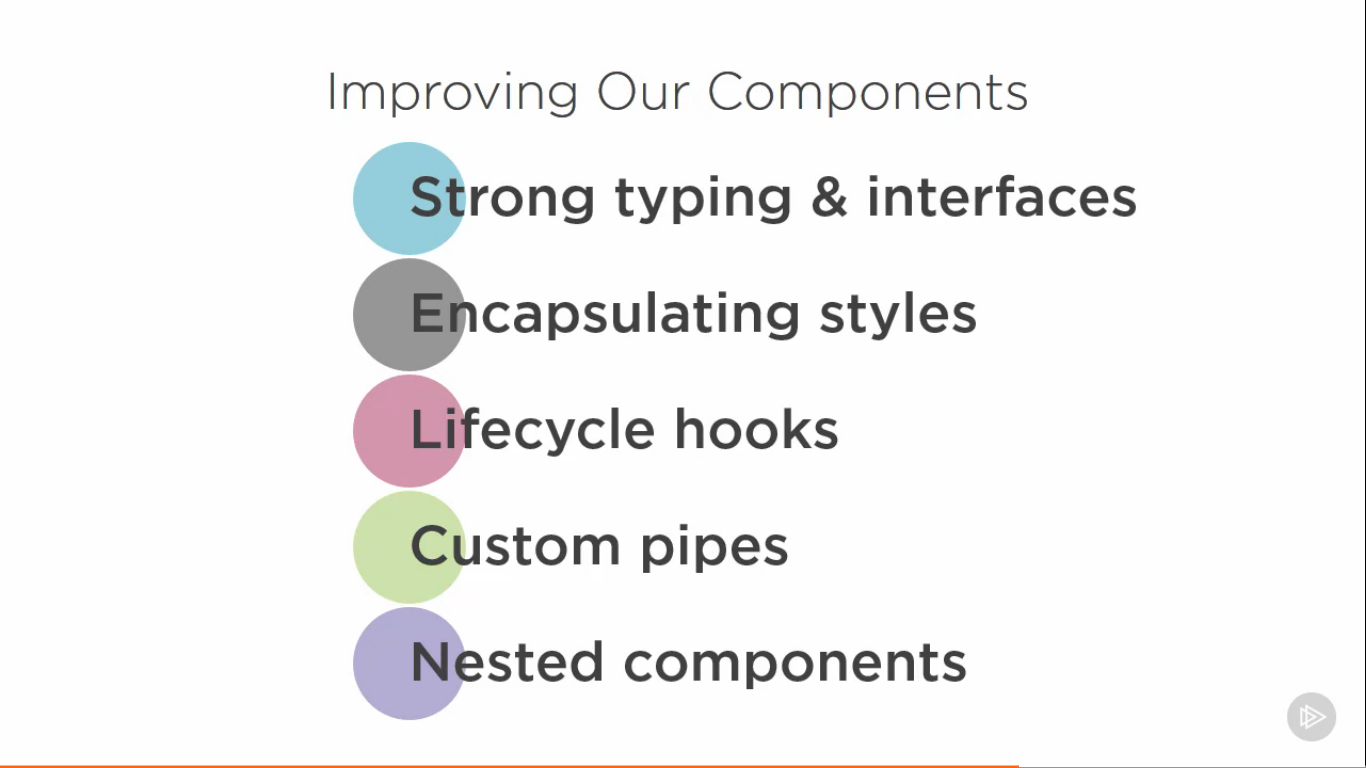 Improving Our Components
Strong typing & interfaces
Encapsulating styles
Lifecycle hooks
Custom pipes
Nested components